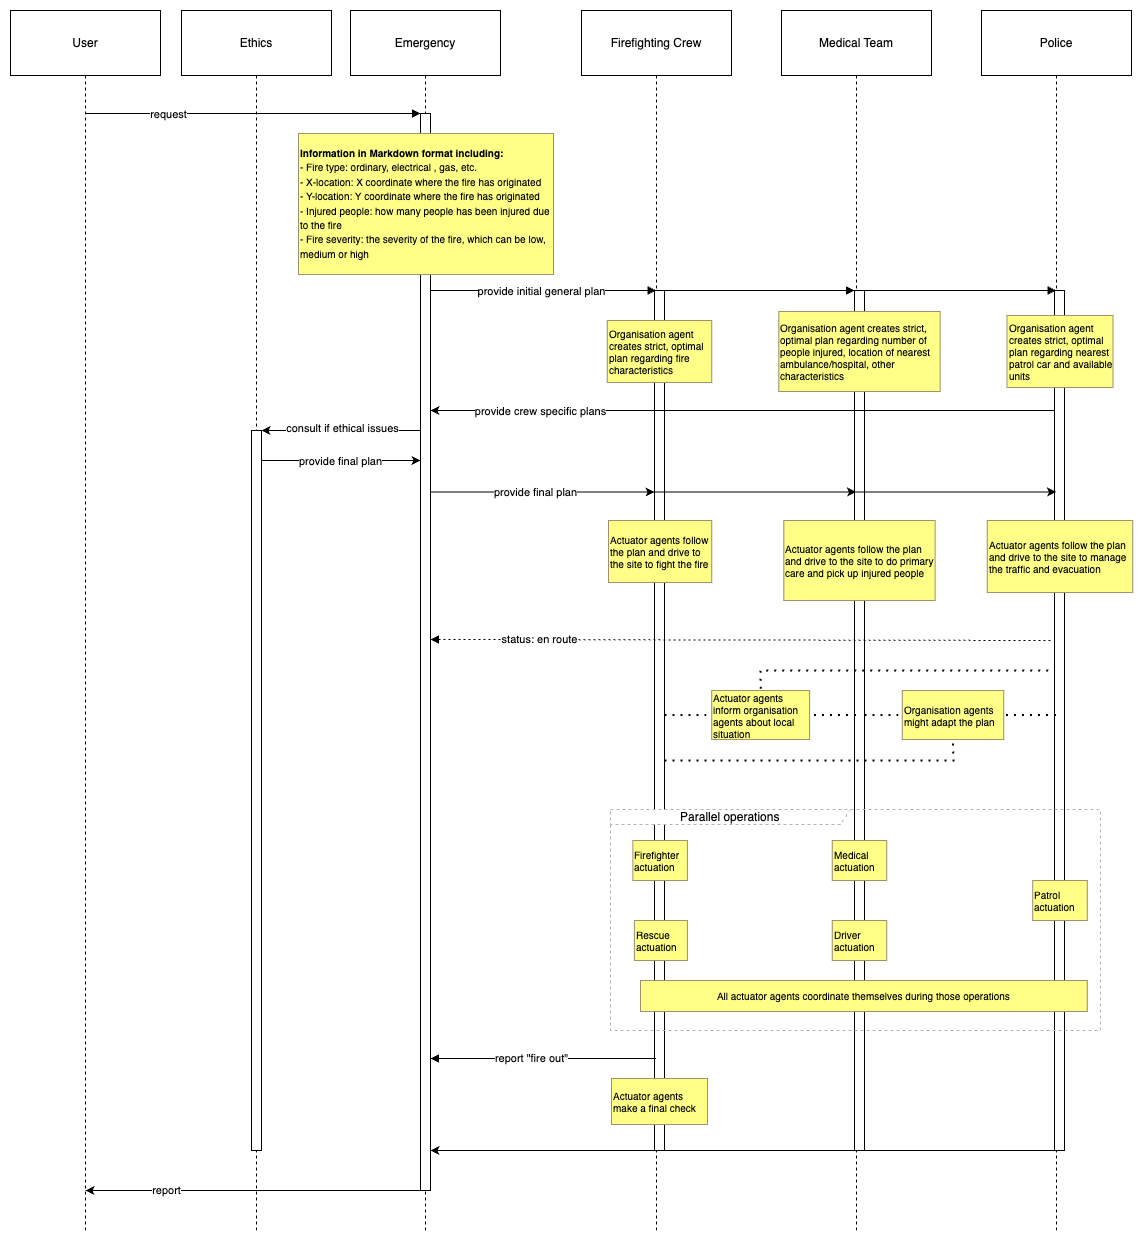 User
Ethics
Emergency
Firefighting Crew
Medical Team
Police
request
Information in Markdown format including:
- Fire type: ordinary, electrical , gas, etc.
- X-location: X coordinate where the fire has originated
- Y-location: Y coordinate where the fire has originated
- Injured people: how many people has been injured due
to the fire
- Fire severity: the severity of the fire, which can be low,
medium or high
provide initial general plan
Organisation agent
creates strict, optimal
plan regarding fire
characteristics
Organisation agent creates strict,
optimal plan regarding number of
people injured, location of nearest
ambulance/hospital, other
characteristics
Organisation agent
creates strict, optimal
plan regarding nearest
patrol car and available
units
provide crew specific plans
consult if ethical issues
provide final plan
provide final plan
Actuator agents follow
the plan and drive to
the site to fight the fire
Actuator agents follow the plan
and drive to the site to do primary
care and pick up injured people
Actuator agents follow the plan
and drive to the site to manage
the traffic and evacuation
status: en route
Actuator agents
inform organisation
agents about local
situation
Organisation agents
might adapt the plan
Parallel operations
Firefighter
actuation
Medical
actuation
Patrol
actuation
Rescue
actuation
Driver
actuation
All actuator agents coordinate themselves during those operations
report "fire out"
Actuator agents
make a final check
report